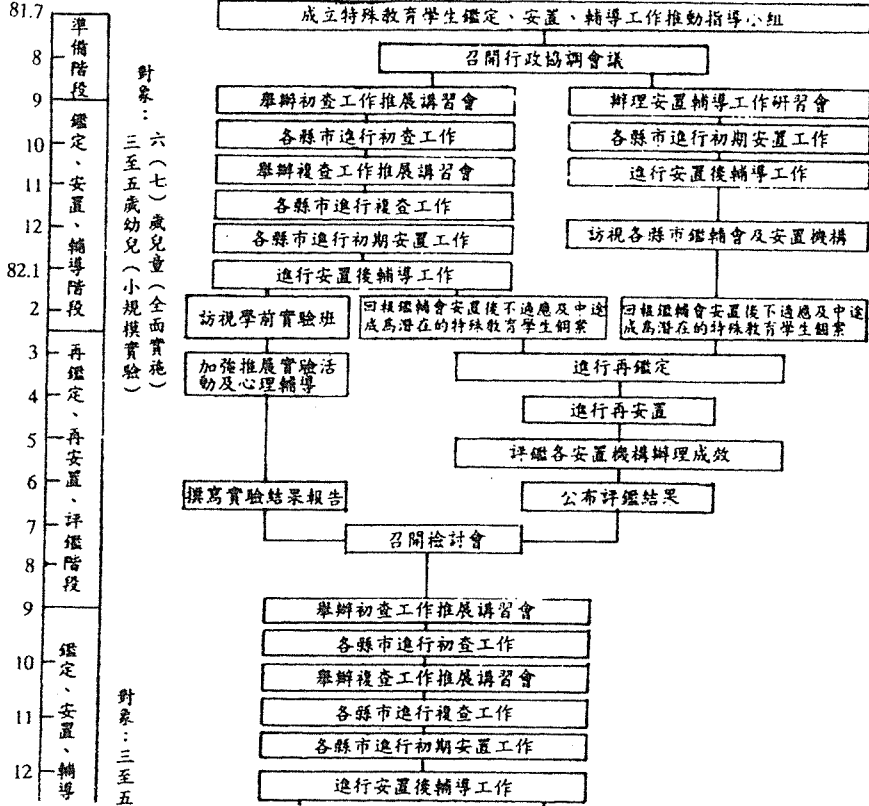 81.7
8
9
10
11
12
82.1
2
3
4
5
6
7
8
9
10
11
12
準備階段
鑑定、安置、輔導階段
再鑑定、再安置、評鑑階段
鑑定、安置、輔導
對象：六（七）歲兒童（全面實施）
三至五歲幼兒（小規模實驗）
對象：三至五
成立特殊教育學生鑑定、安置、輔導工作推動指導小組
召開行政協調會議
舉辦初查工作推展講習會
各縣市進行初查工作
舉辦複查工作推展講習會
各縣市進行複查工作
各縣市進行初期安置工作
進行安置後輔導工作
辦理安置輔導工作研習會
各縣市進行初期安置工作
進行安置後輔導工作
訪視各縣市鑑輔會及安置機構
訪視學前實驗班
回報鑑輔會安置後不適應及中途
成為潛在的特殊教育學生個案
回報鑑輔會安置後不適應及中途
成為潛在的特殊教育學生個案
加強推展實驗活
動及心理輔導
進行再鑑定
進行再安置
評鑑各安置機構辦理成效
撰寫實驗結果報告
公布評鑑結果
召開檢討會
舉辦初查工作推展講習會
各縣市進行初查工作
舉辦複查工作推展講習會
各縣市進行複查工作
各縣市進行初期安置工作
進行安置後輔導工作